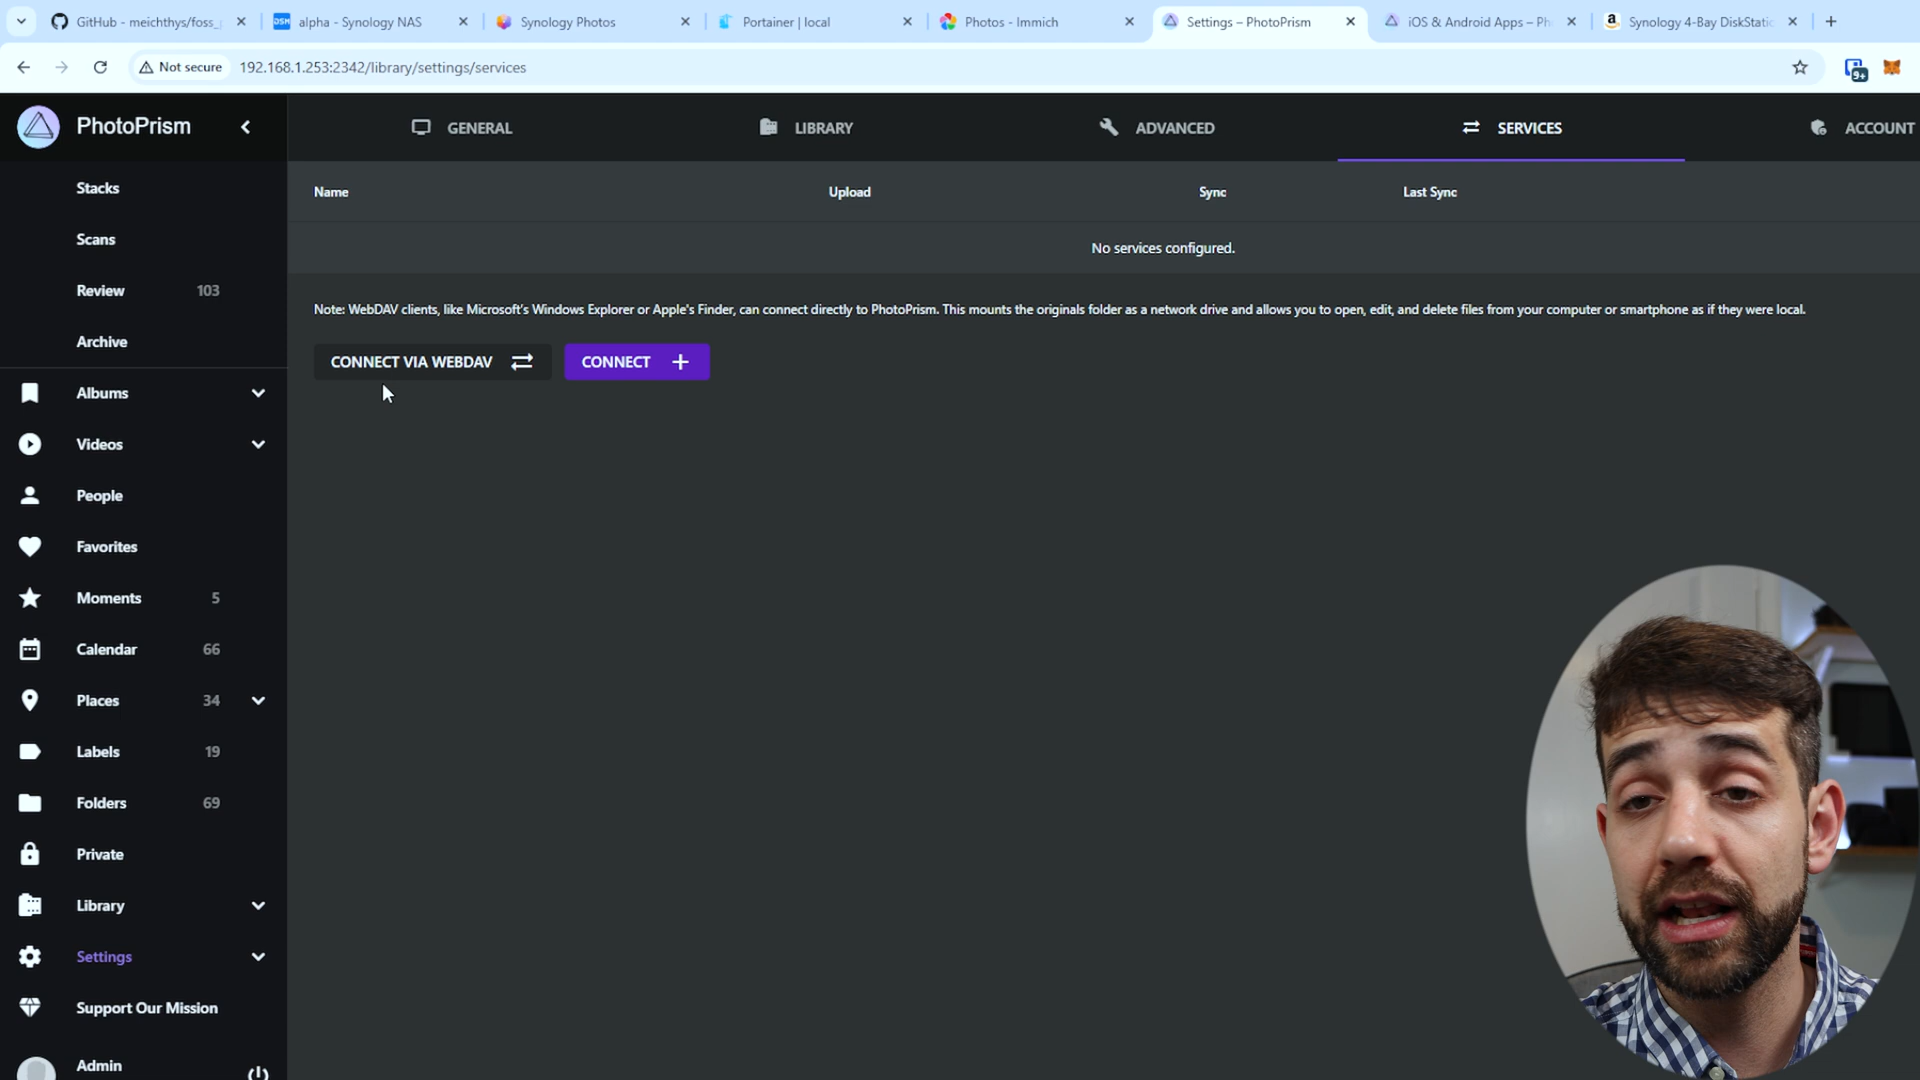 GitHub - meichthys/foss_
alpha - Synology NAS
Synology Photos
Portainer | local
Photos - Immich
Settings – PhotoPrism
iOS & Android Apps – Ph
Synology 4-Bay DiskStatio
Not secure
192.168.1.253:2342/library/settings/services
9+
PhotoPrism
GENERAL
LIBRARY
ADVANCED
SERVICES
ACCOUNT
Stacks
Scans
Review 103
Archive
Albums
Videos
People
Favorites
Moments 5
Calendar 66
Places 34
Labels 19
Folders 69
Private
Library
Settings
Support Our Mission
Admin
Name Upload Sync Last Sync
No services configured.
Note: WebDAV clients, like Microsoft's Windows Explorer or Apple's Finder, can connect directly to PhotoPrism. This mounts the originals folder as a network drive and allows you to open, edit, and delete files from your computer or smartphone as if they were local.
CONNECT VIA WEBDAV
CONNECT +